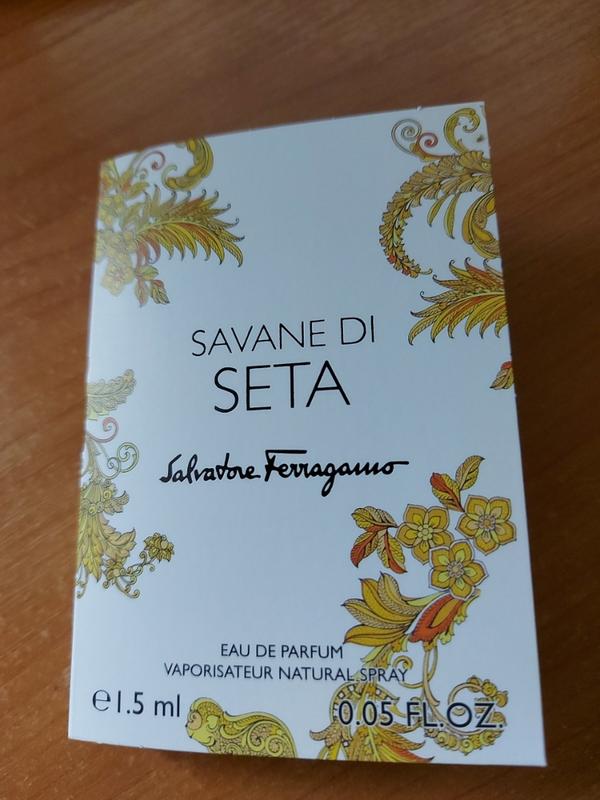 SAVANE DI
SETA
Salvatore Ferragamo
EAU DE PARFUM
VAPORISATEUR NATURAL SPRAY
℮1.5 ml 0.05 FL.OZ.